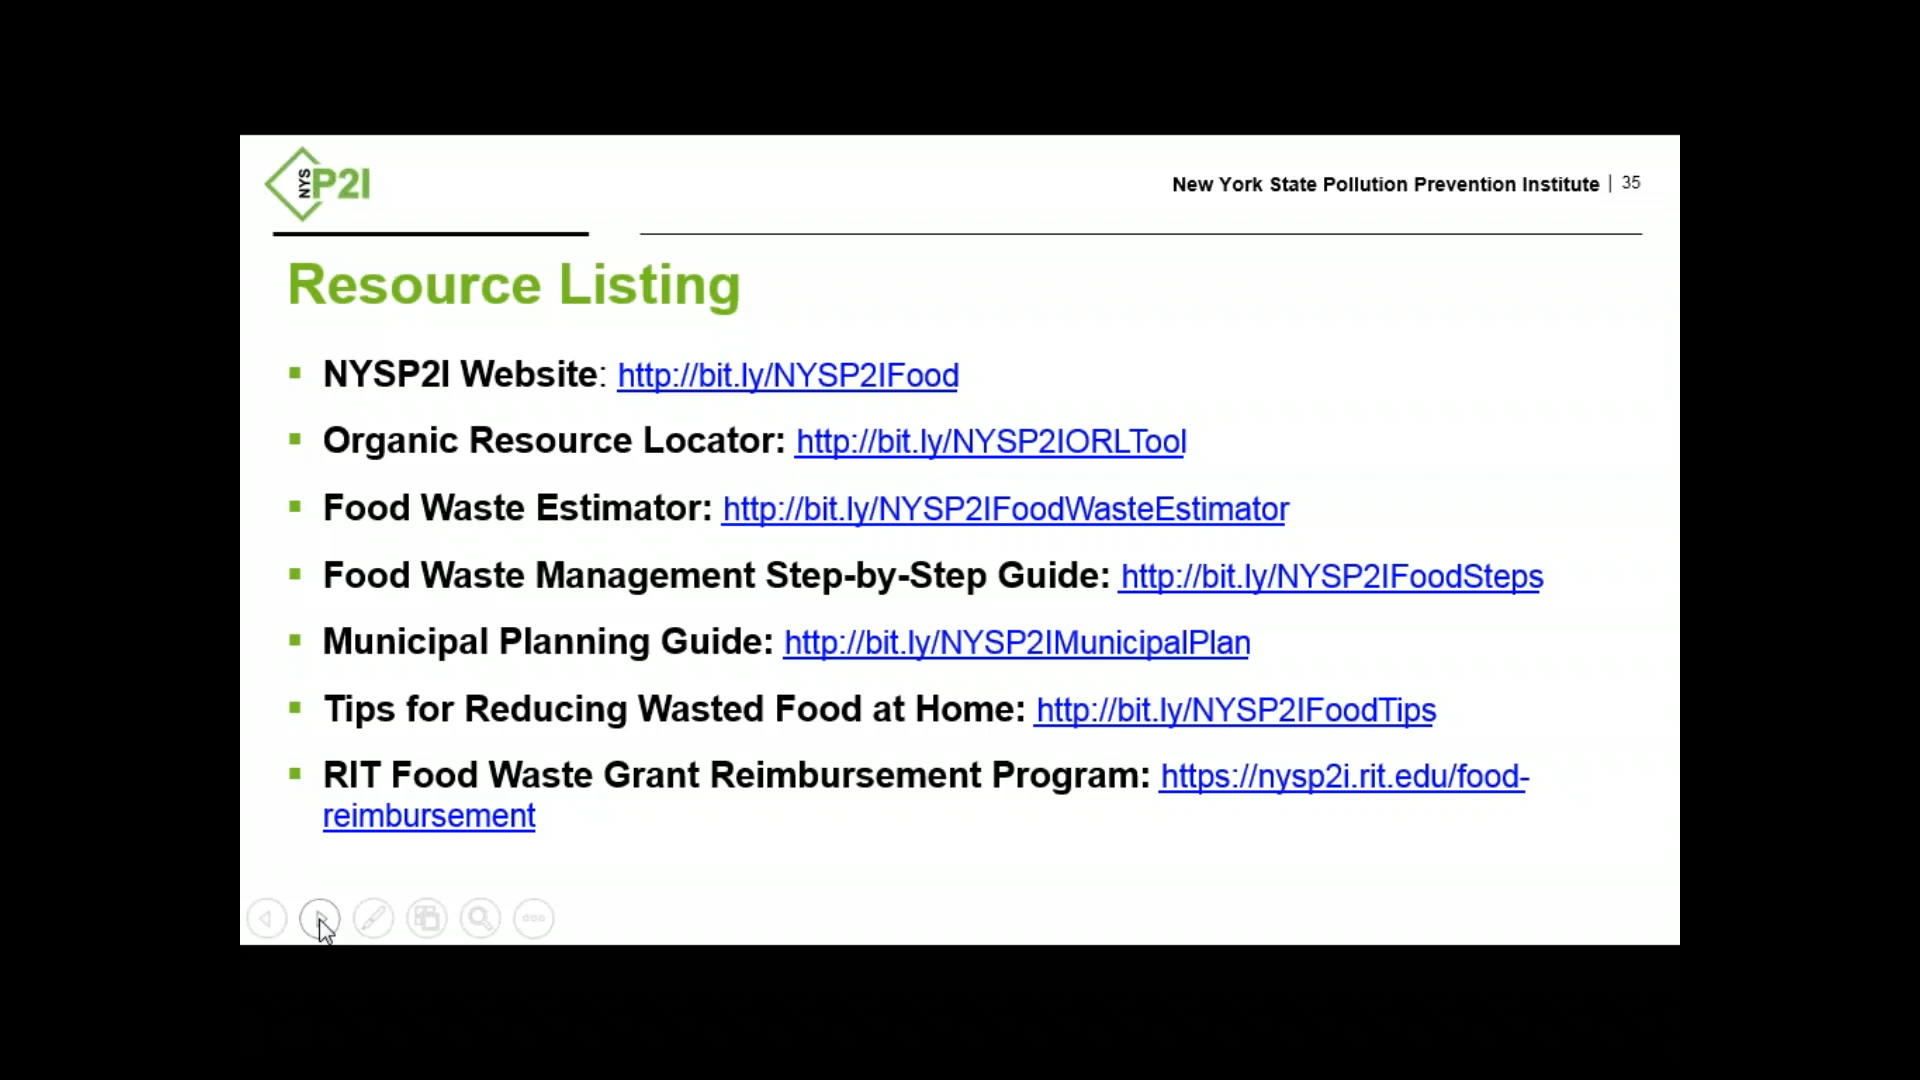 NYS P2I
New York State Pollution Prevention Institute | 35
Resource Listing
▪ NYSP2I Website: http://bit.ly/NYSP2IFood
▪ Organic Resource Locator: http://bit.ly/NYSP2IORLTool
▪ Food Waste Estimator: http://bit.ly/NYSP2IFoodWasteEstimator
▪ Food Waste Management Step-by-Step Guide: http://bit.ly/NYSP2IFoodSteps
▪ Municipal Planning Guide: http://bit.ly/NYSP2IMunicipalPlan
▪ Tips for Reducing Wasted Food at Home: http://bit.ly/NYSP2IFoodTips
▪ RIT Food Waste Grant Reimbursement Program: https://nysp2i.rit.edu/food-
reimbursement